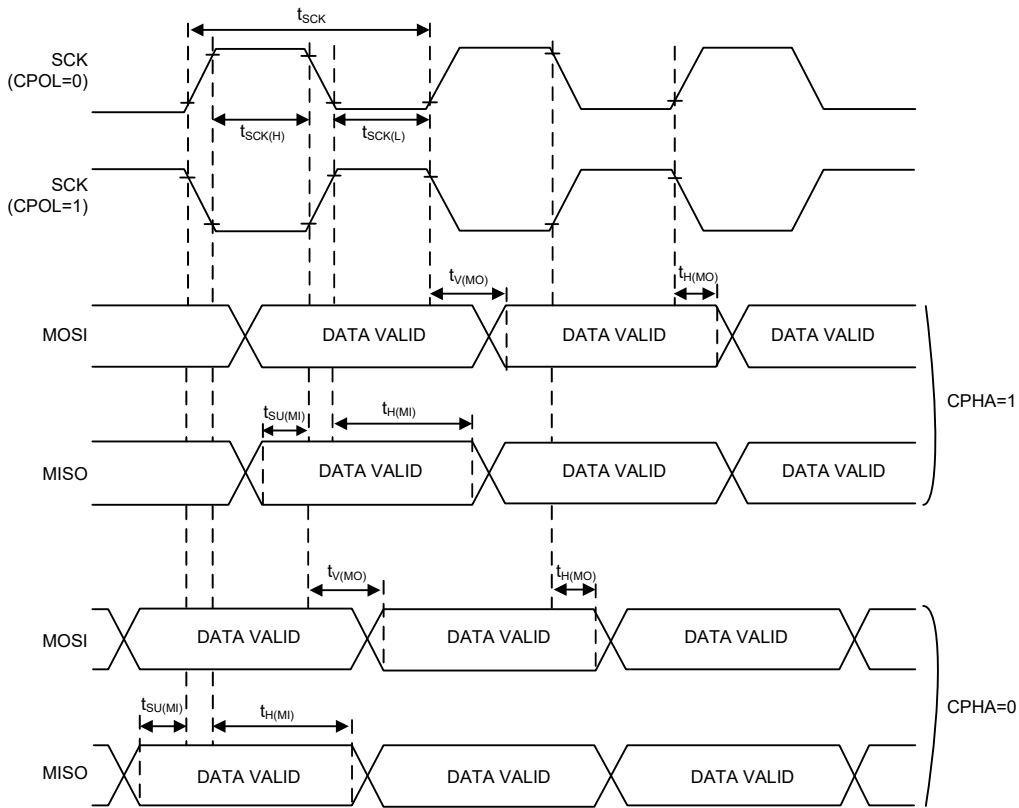 tSCK
SCK
(CPOL=0)
tSCK(H)
tSCK(L)
SCK
(CPOL=1)
tV(MO)
tH(MO)
MOSI
DATA VALID
DATA VALID
DATA VALID
CPHA=1
tSU(MI)
tH(MI)
MISO
DATA VALID
DATA VALID
DATA VALID
tV(MO)
tH(MO)
MOSI
DATA VALID
DATA VALID
DATA VALID
CPHA=0
tSU(MI)
tH(MI)
MISO
DATA VALID
DATA VALID
DATA VALID